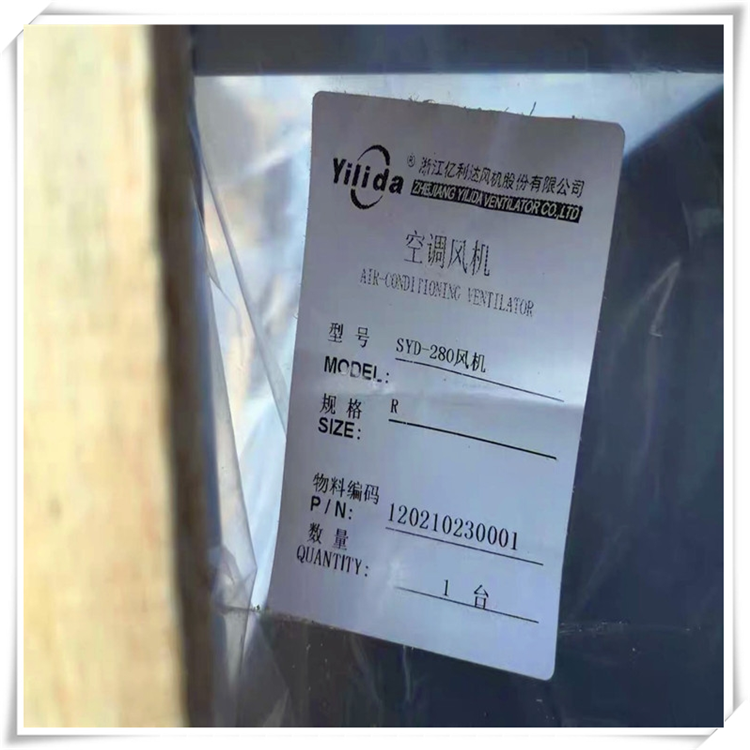 Yilida ® 浙江亿利达风机股份有限公司
ZHEJIANG YILIDA VENTILATOR CO.,LTD
空调风机
AIR-CONDITIONING VENTILATOR
型号 SYD-280风机
MODEL:
规格 R
SIZE:
物料编码
P/N: 120210230001
数量
QUANTITY: 1 台